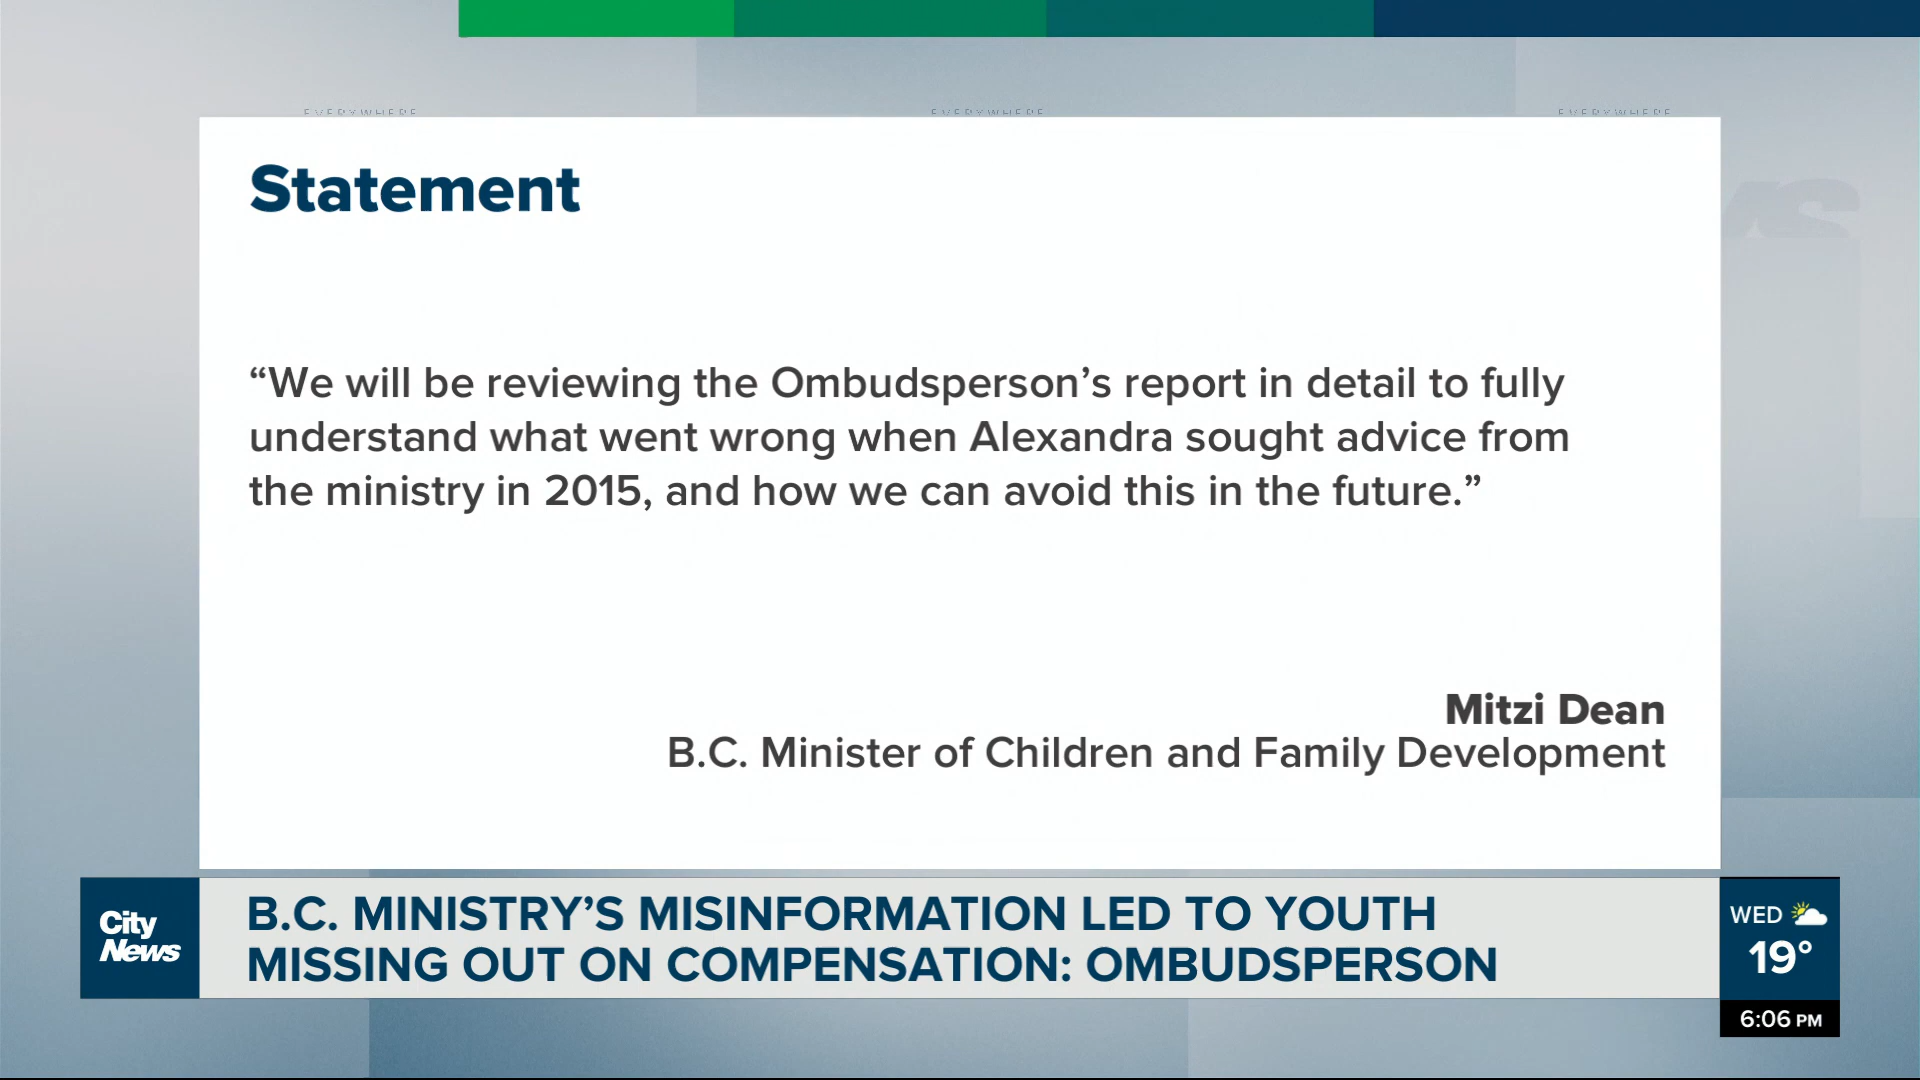 EVERYWHERE EVERYWHERE EVERYWHERE
Statement
“We will be reviewing the Ombudsperson’s report in detail to fully
understand what went wrong when Alexandra sought advice from
the ministry in 2015, and how we can avoid this in the future.”
Mitzi Dean
B.C. Minister of Children and Family Development
City
News
B.C. MINISTRY’S MISINFORMATION LED TO YOUTH
MISSING OUT ON COMPENSATION: OMBUDSPERSON
WED
19°
6:06 PM